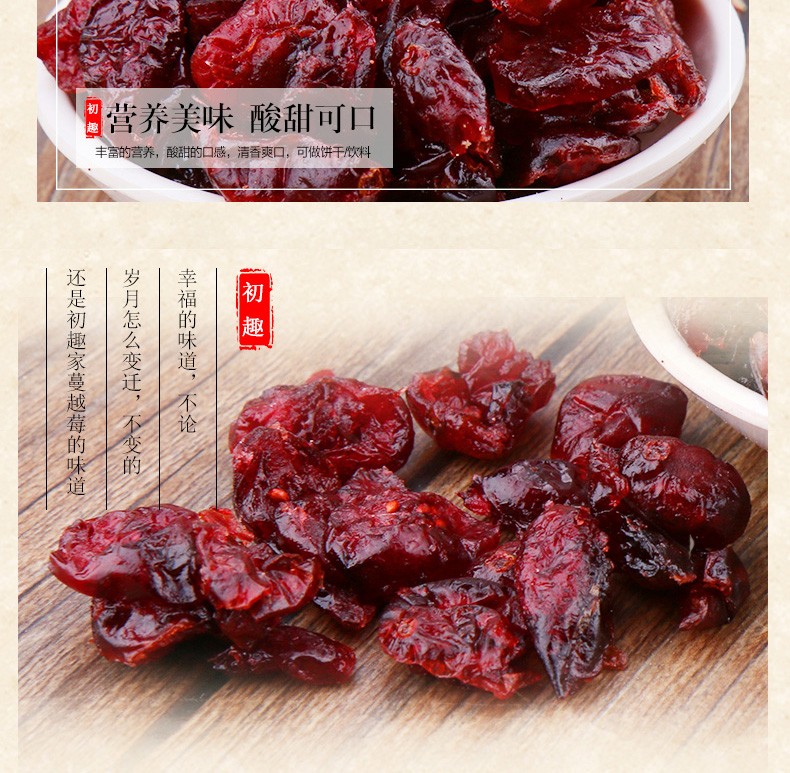 初趣
营养美味 酸甜可口
丰富的营养，酸甜的口感，清香爽口，可做饼干/饮料
初趣
幸福的味道，不论
岁月怎么变迁，不变的
还是初趣家蔓越莓的味道